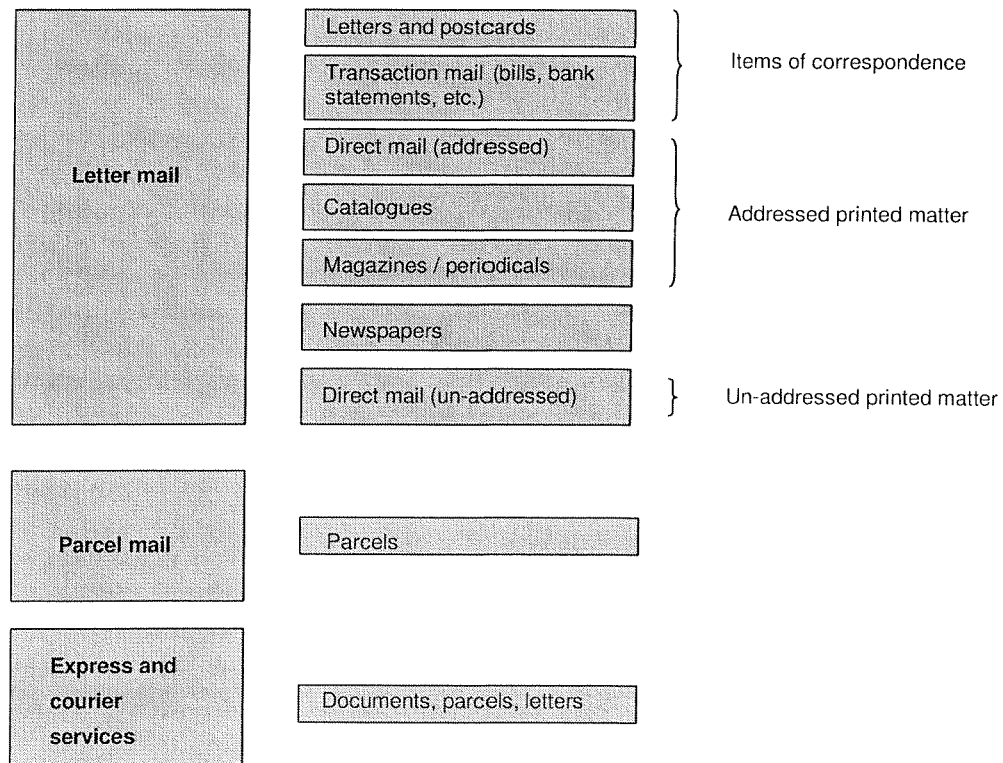 Letter mail
Letters and postcards
Transaction mail (bills, bank
statements, etc.)
Items of correspondence
Direct mail (addressed)
Catalogues
Magazines / periodicals
Addressed printed matter
Newspapers
Direct mail (un-addressed)
Un-addressed printed matter
Parcel mail
Parcels
Express and
courier
services
Documents, parcels, letters